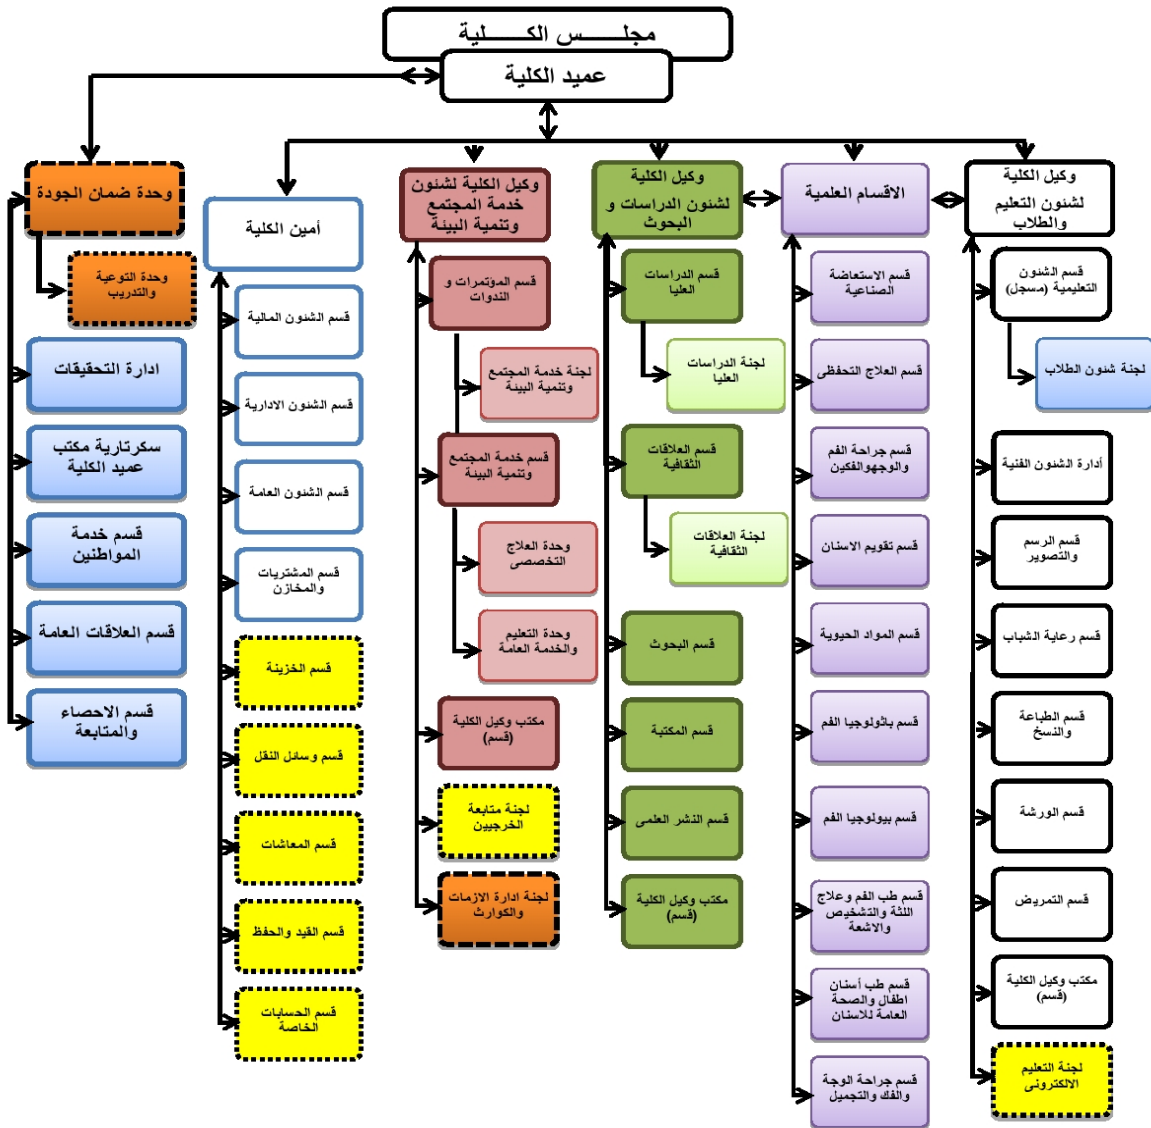 مجلـــــس الكــــلية
عميد الكلية
وكيل الكلية
لشئون التعليم
والطلاب
قسم الشئون
التعليمية (مسجل)
لجنة شئون الطلاب
أدارة الشئون الفنية
قسم الرسم
والتصوير
قسم رعاية الشباب
قسم الطباعة
والنسخ
قسم الورشة
قسم التمريض
مكتب وكيل الكلية
(قسم)
لجنة التعليم
الالكترونى
الاقسام العلمية
قسم الاستعاضة
الصناعية
قسم العلاج التحفظى
قسم جراحة الفم
والوجهوالفكين
قسم تقويم الاسنان
قسم المواد الحيوية
قسم باثولوجيا الفم
قسم بيولوجيا الفم
قسم طب الفم وعلاج
اللثة والتشخيص
والاشعة
قسم طب أسنان
اطفال والصحة
العامة للاسنان
قسم جراحة الوجة
والفك والتجميل
وكيل الكلية
لشئون الدراسات و
البحوث
قسم الدراسات
العليا
لجنة الدراسات
العليا
قسم العلاقات
الثقافية
لجنة العلاقات
الثقافية
قسم البحوث
قسم المكتبة
قسم النشر العلمى
مكتب وكيل الكلية
(قسم)
وكيل الكلية لشئون
خدمة المجتمع
وتنمية البيئة
قسم المؤتمرات و
الندوات
لجنة خدمة المجتمع
وتنمية البيئة
قسم خدمة المجتمع
وتنمية البيئة
وحدة العلاج
التخصصى
وحدة التعليم
والخدمة العامة
مكتب وكيل الكلية
(قسم)
لجنة متابعة
الخرجيين
لجنة ادارة الازمات
والكوارث
أمين الكلية
قسم الشئون المالية
قسم الشئون الادارية
قسم الشئون العامة
قسم المشتريات
والمخازن
قسم الخزينة
قسم وسائل النقل
قسم المعاشات
قسم القيد والحفظ
قسم الحسابات
الخاصة
وحدة ضمان الجودة
وحدة التوعية
والتدريب
ادارة التحقيقات
سكرتارية مكتب
عميد الكلية
قسم خدمة
المواطنين
قسم العلاقات العامة
قسم الاحصاء
والمتابعة